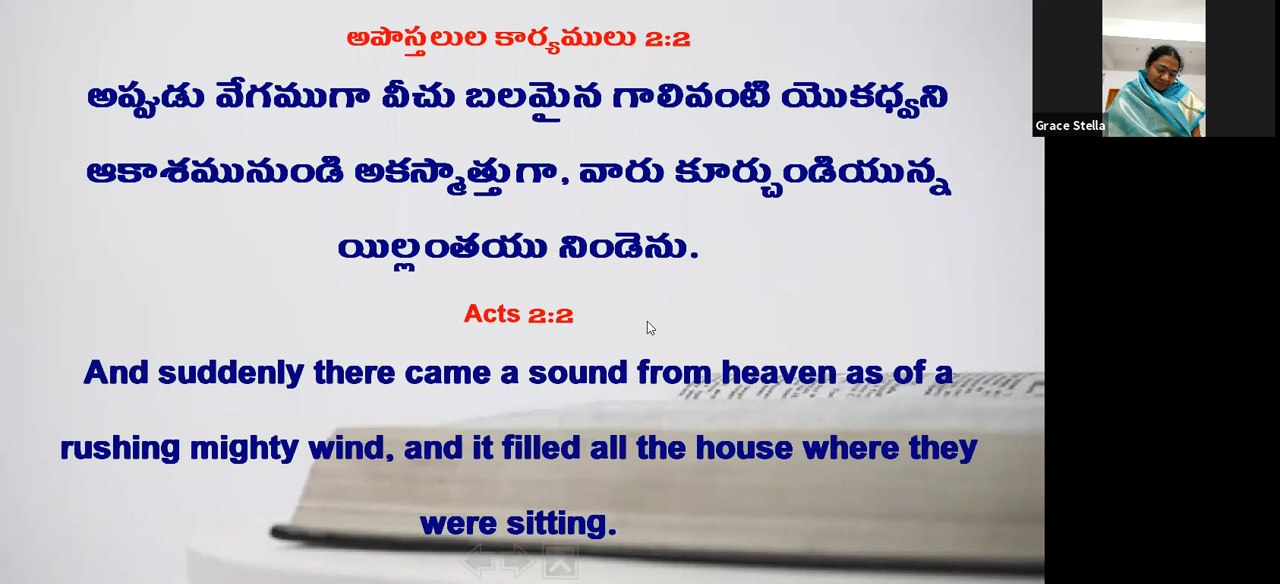 అపొస్తలుల కార్యములు 2:2
అప్పుడు వేగముగా వీచు బలమైన గాలివంటి యొకధ్వని
ఆకాశమునుండి అకస్మాత్తుగా, వారు కూర్చుండియున్న
యిల్లంతయు నిండెను.
Acts 2:2
And suddenly there came a sound from heaven as of a
rushing mighty wind, and it filled all the house where they
were sitting.
Grace Stella